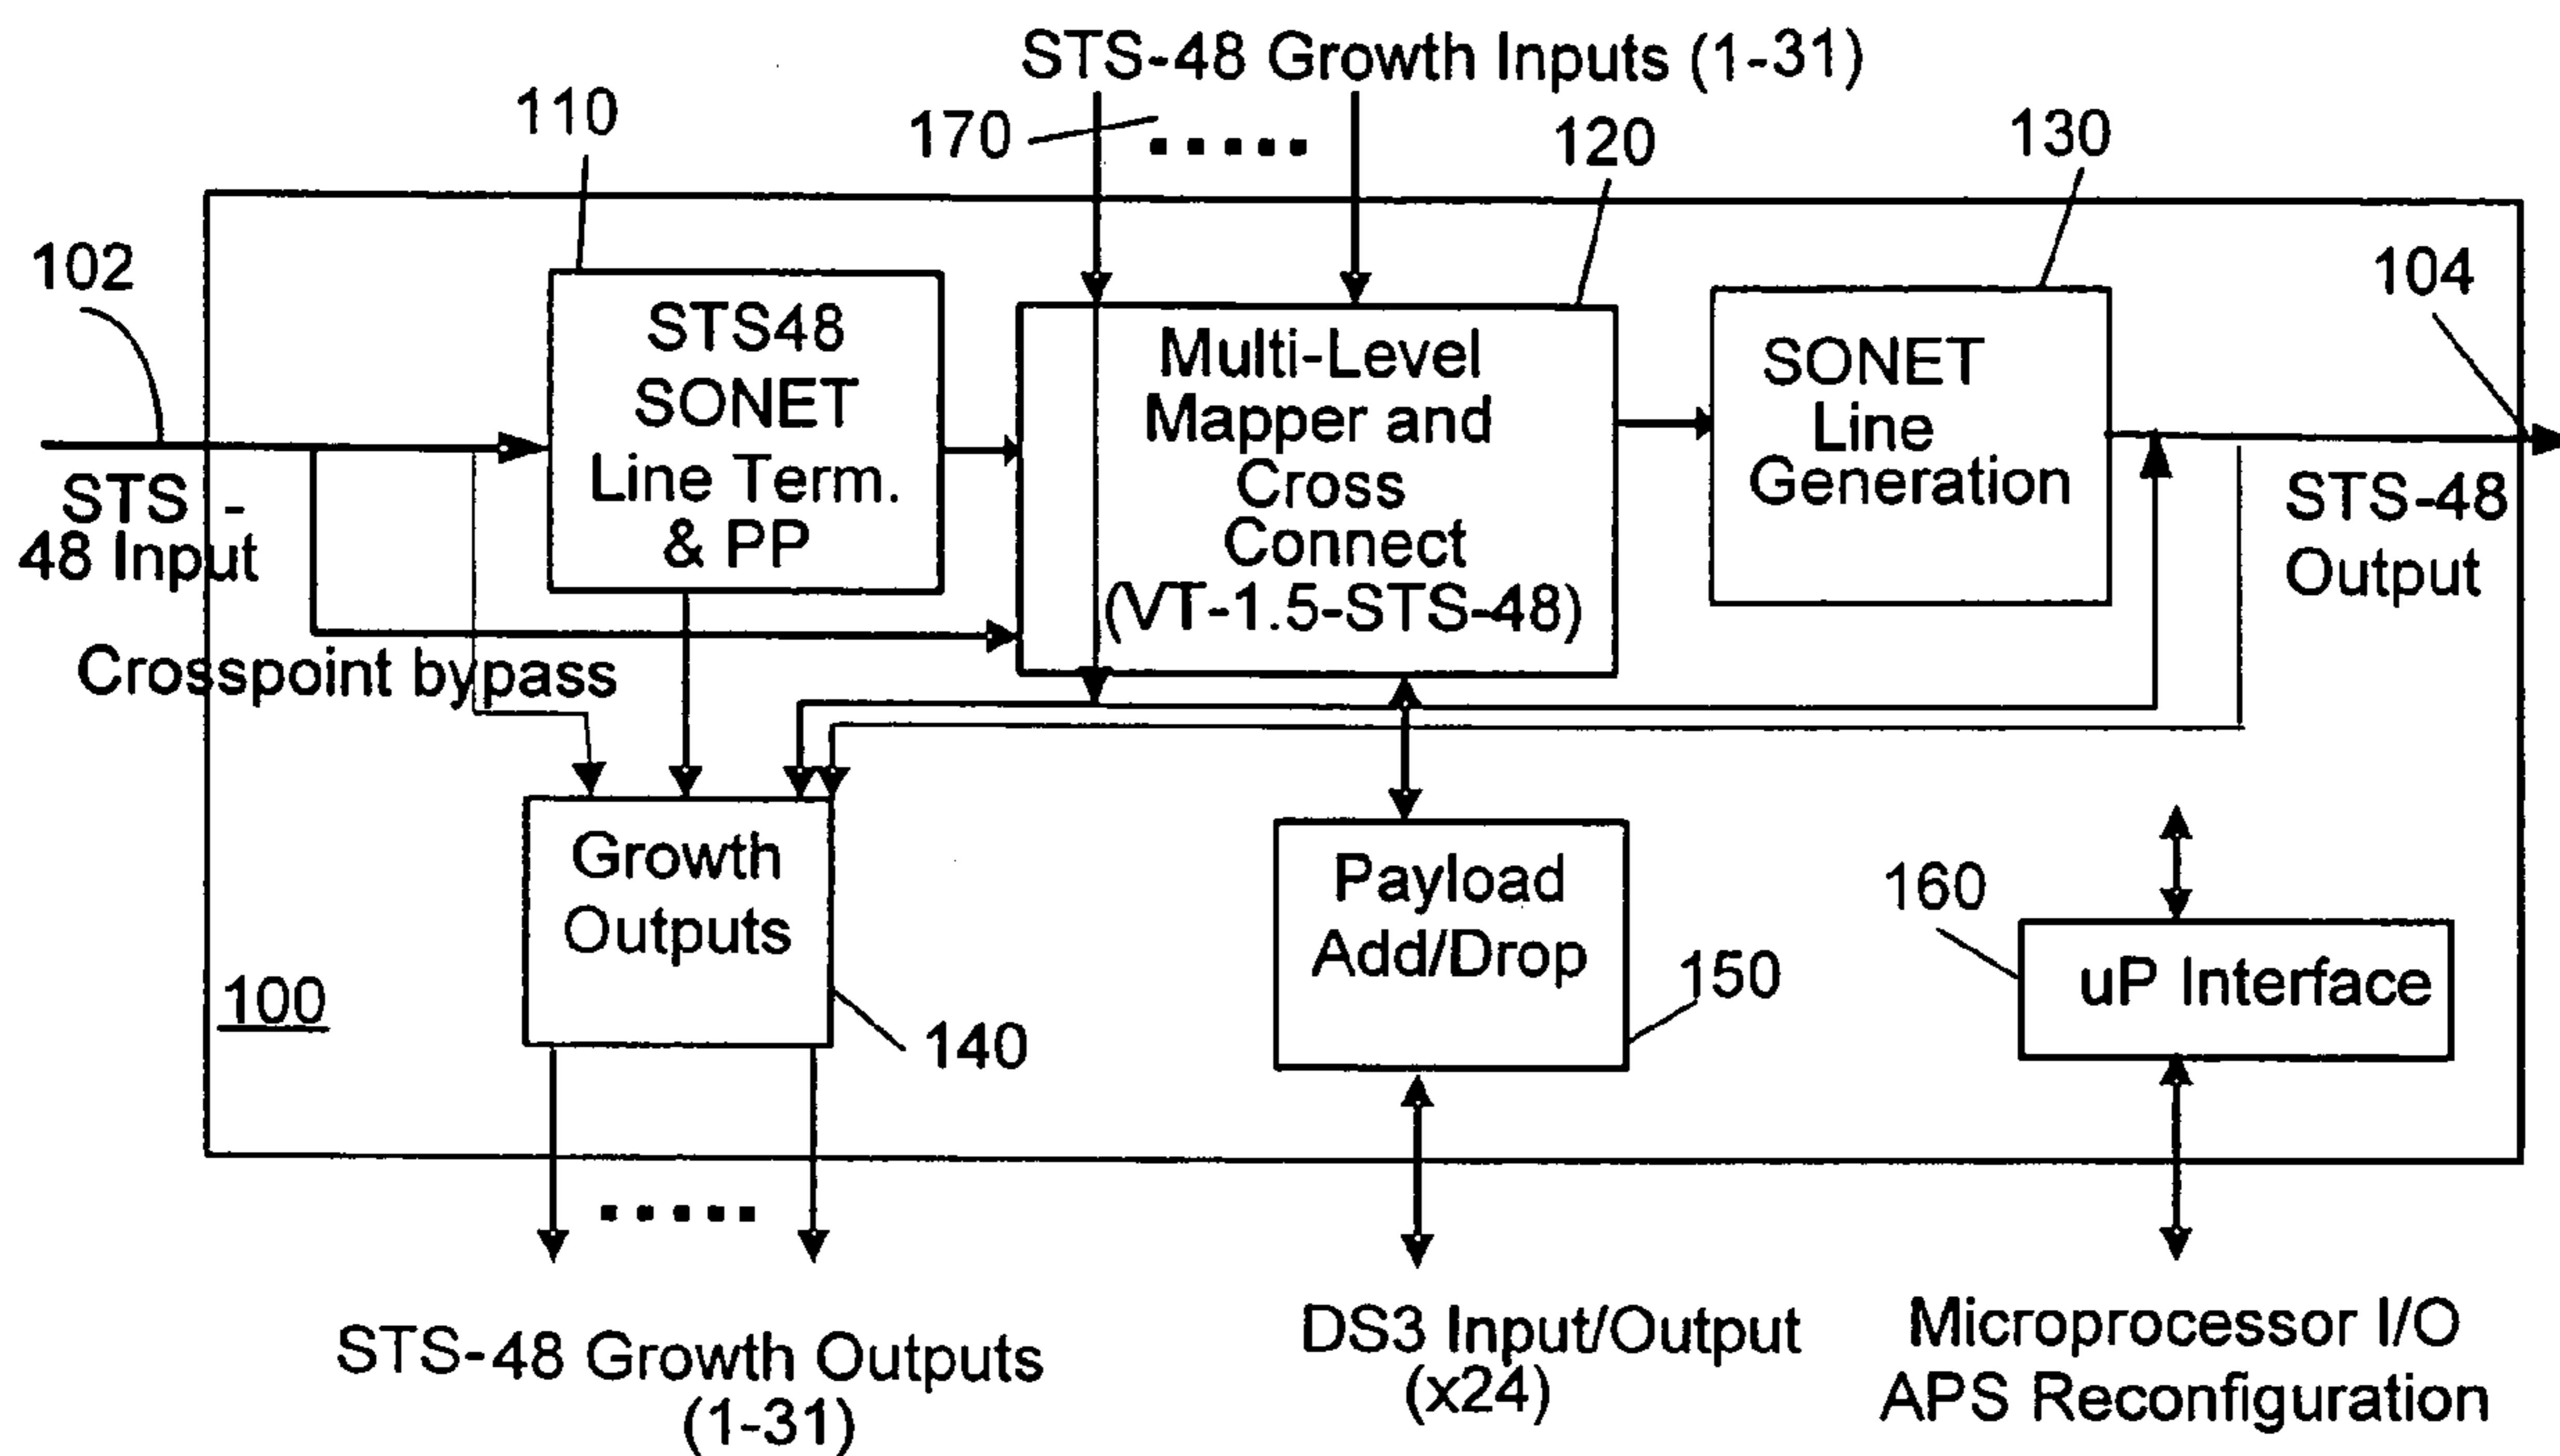 STS-48 Growth Inputs (1-31)
110
170
120
130
102
104
STS48
SONET
Line Term.
& PP
Multi-Level
Mapper and
Cross
Connect
(VT-1.5-STS-48)
SONET
Line
Generation
STS -
48 Input
STS-48
Output
Crosspoint bypass
Growth
Outputs
Payload
Add/Drop
160
150
uP Interface
100
140
STS-48 Growth Outputs
(1-31)
DS3 Input/Output
(x24)
Microprocessor I/O
APS Reconfiguration